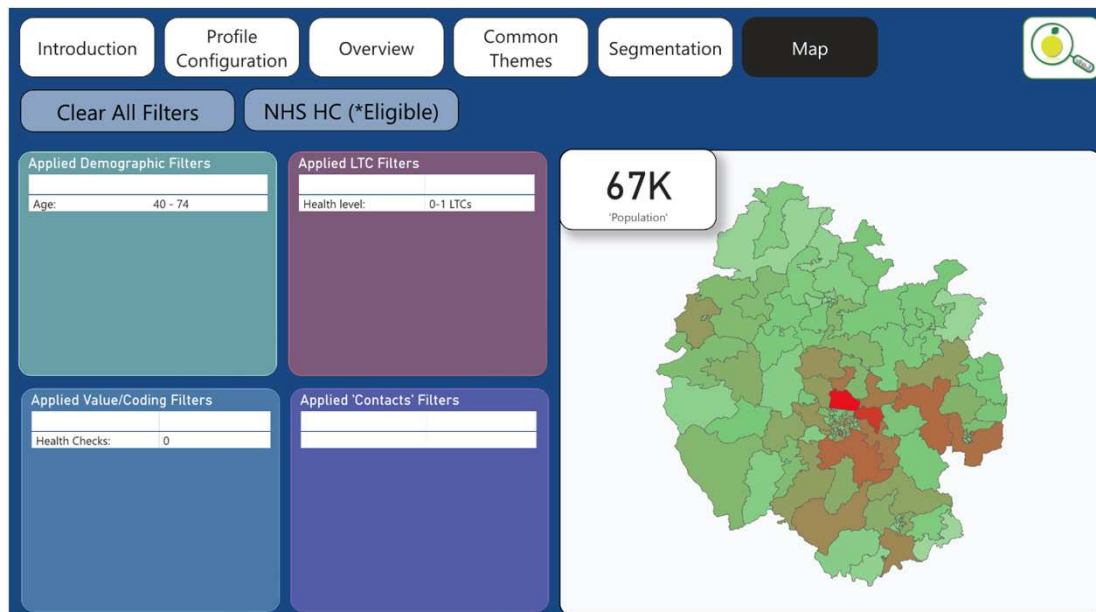 Introduction
Profile
Configuration
Overview
Common
Themes
Segmentation
Map
Clear All Filters
NHS HC (*Eligible)
Applied Demographic Filters
Age: 40 - 74
Applied LTC Filters
Health level: 0-1 LTCs
67K
'Population'
Applied Value/Coding Filters
Health Checks: 0
Applied 'Contacts' Filters